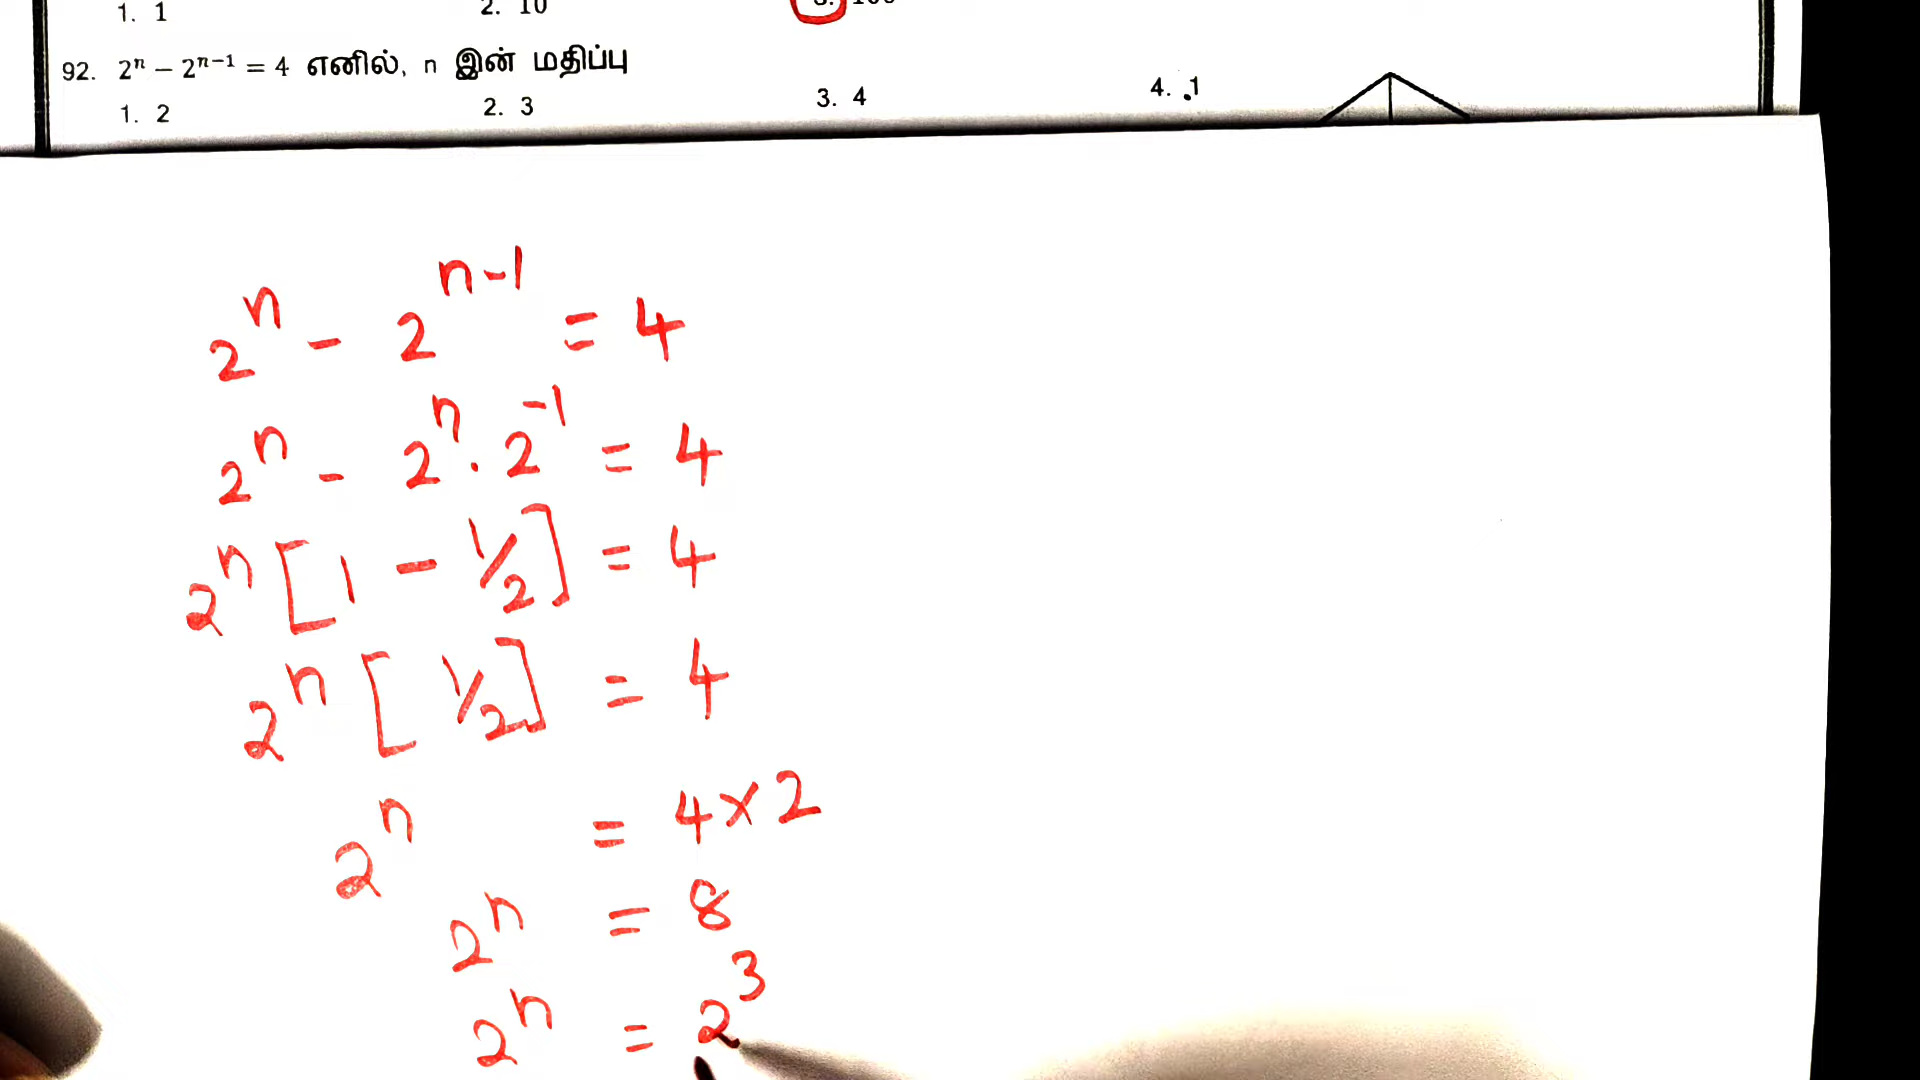 1. 1 2. 10
92. 2ⁿ − 2ⁿ⁻¹ = 4 எனில், n இன் மதிப்பு
1. 2 2. 3 3. 4 4. 1
2ⁿ - 2ⁿ⁻¹ = 4
2ⁿ - 2ⁿ · 2⁻¹ = 4
2ⁿ [1 - 1/2] = 4
2ⁿ [1/2] = 4
2ⁿ = 4 × 2
2ⁿ = 8
2ⁿ = 2³